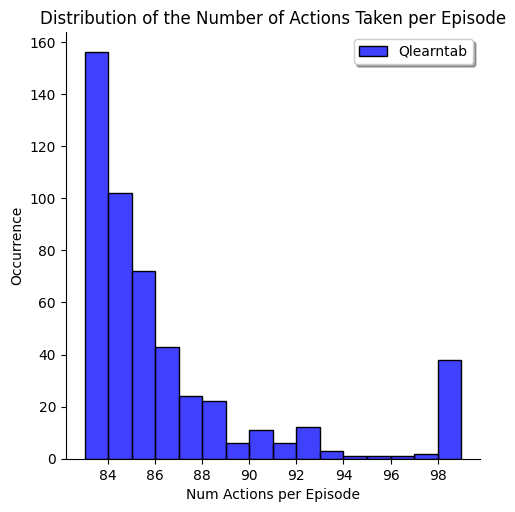 Distribution of the Number of Actions Taken per Episode
Qlearntab
160
140
120
100
80
60
40
20
0
Occurrence
84 86 88 90 92 94 96 98
Num Actions per Episode